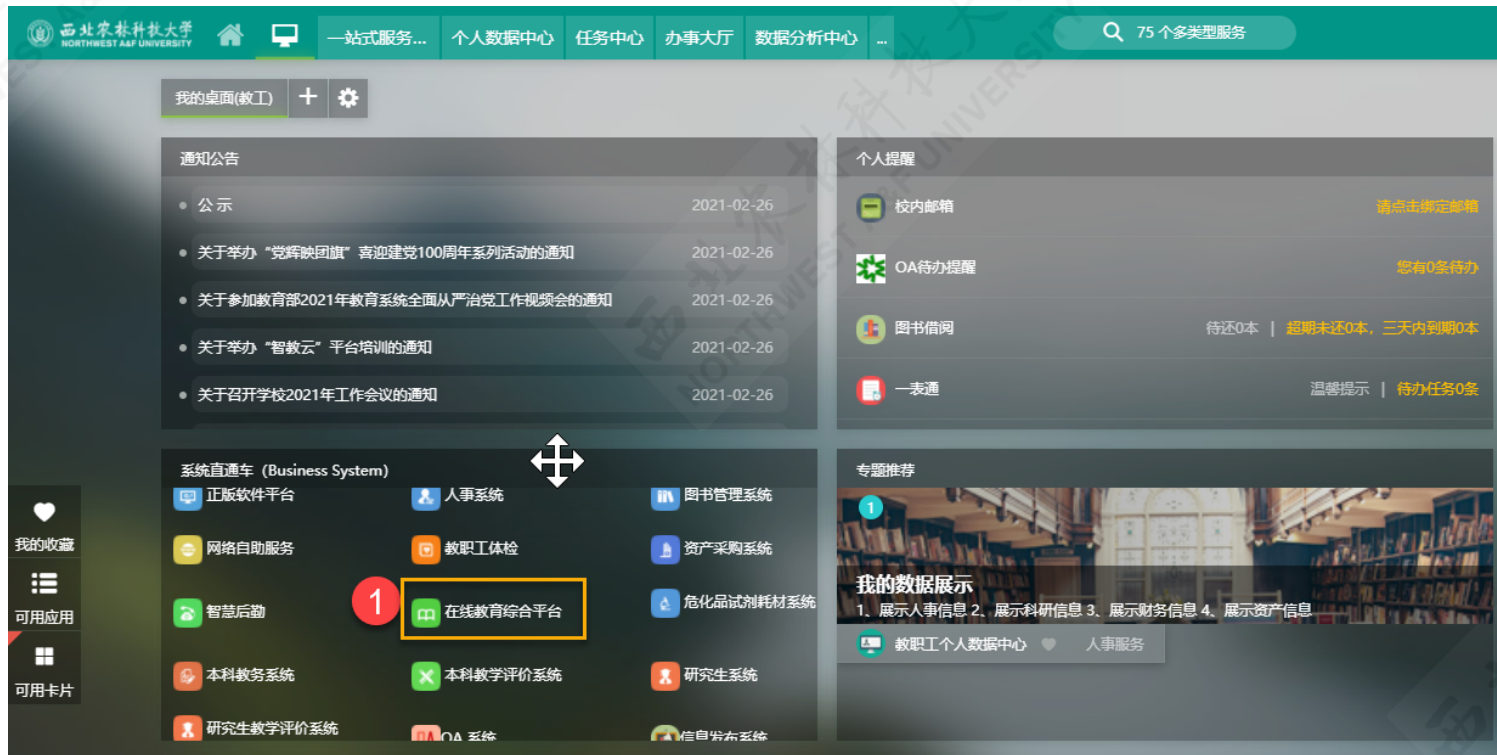 西北农林科技大学
NORTHWEST A&F UNIVERSITY
一站式服务... 个人数据中心 任务中心 办事大厅 数据分析中心 ...
75 个多类型服务
我的桌面(教工)
通知公告
公示 2021-02-26
关于举办“党辉映团旗”喜迎建党100周年系列活动的通知 2021-02-26
关于参加教育部2021年教育系统全面从严治党工作视频会的通知 2021-02-26
关于举办“智教云”平台培训的通知 2021-02-26
关于召开学校2021年工作会议的通知 2021-02-26
个人提醒
校内邮箱 请点击绑定邮箱
OA待办提醒 您有0条待办
图书借阅 待还0本 | 超期未还0本，三天内到期0本
一表通 温馨提示 | 待办任务0条
我的收藏
可用应用
可用卡片
系统直通车（Business System）
正版软件平台 人事系统 图书管理系统
网络自助服务 教职工体检 资产采购系统
智慧后勤 1 在线教育综合平台 危化品试剂耗材系统
本科教务系统 本科教学评价系统 研究生系统
研究生教学评价系统 OA 系统 信息发布系统
专题推荐
1
我的数据展示
1、展示人事信息 2、展示科研信息 3、展示财务信息 4、展示资产信息
教职工个人数据中心 人事服务